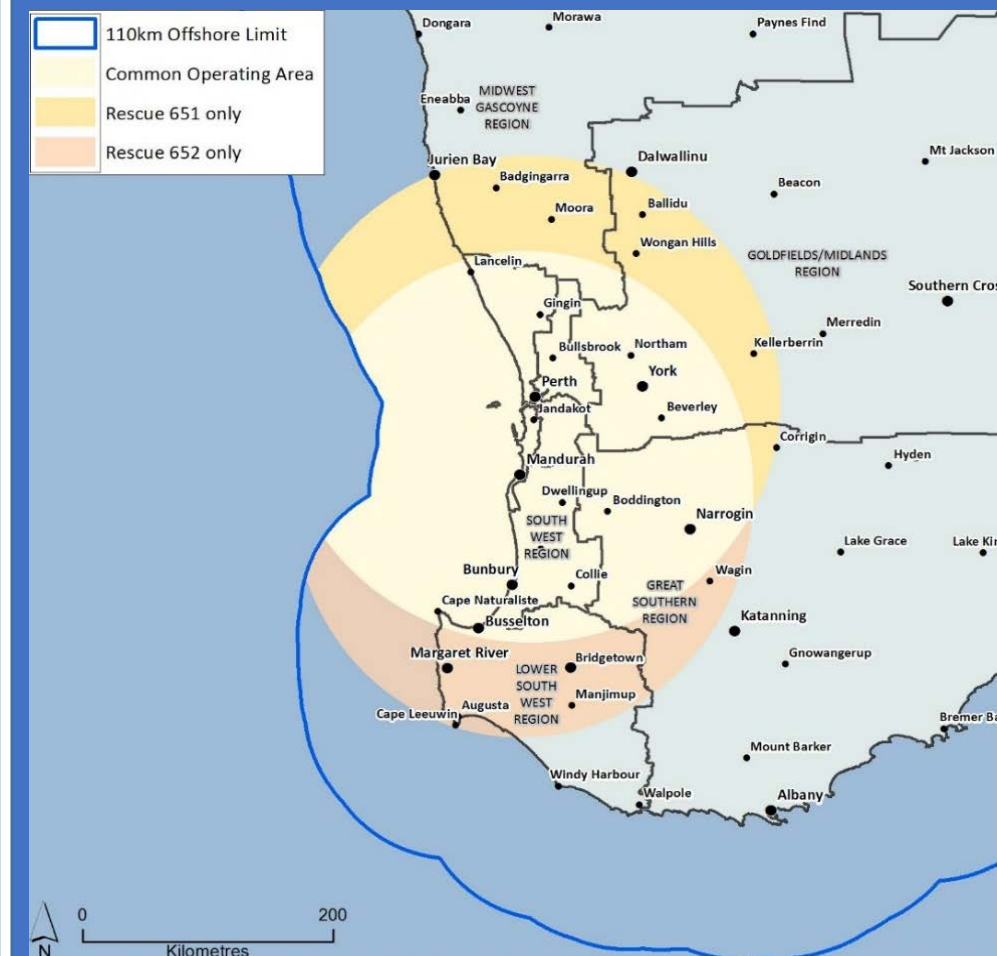 110km Offshore Limit
Common Operating Area
Rescue 651 only
Rescue 652 only
Dongara
Morawa
Paynes Find
Eneabba
MIDWEST
GASCOYNE
REGION
Jurien Bay
Badgingarra
Dalwallinu
Mt Jackson
Beacon
Moora
Ballidu
Wongan Hills
GOLDFIELDS/MIDLANDS
REGION
Lancelin
Southern Cros
Gingin
Merredin
Bullsbrook
Northam
Kellerberrin
York
Perth
Jandakot
Beverley
Corrigin
Hyden
Mandurah
Dwellingup
Boddington
Narrogin
SOUTH
WEST
REGION
Lake Grace
Lake Kin
Bunbury
Collie
Wagin
GREAT
SOUTHERN
REGION
Cape Naturaliste
Busselton
Katanning
Margaret River
Bridgetown
Gnowangerup
LOWER
SOUTH
WEST
REGION
Manjimup
Augusta
Cape Leeuwin
Bremer Ba
Mount Barker
Windy Harbour
Walpole
Albany
0
200
Kilometres
N